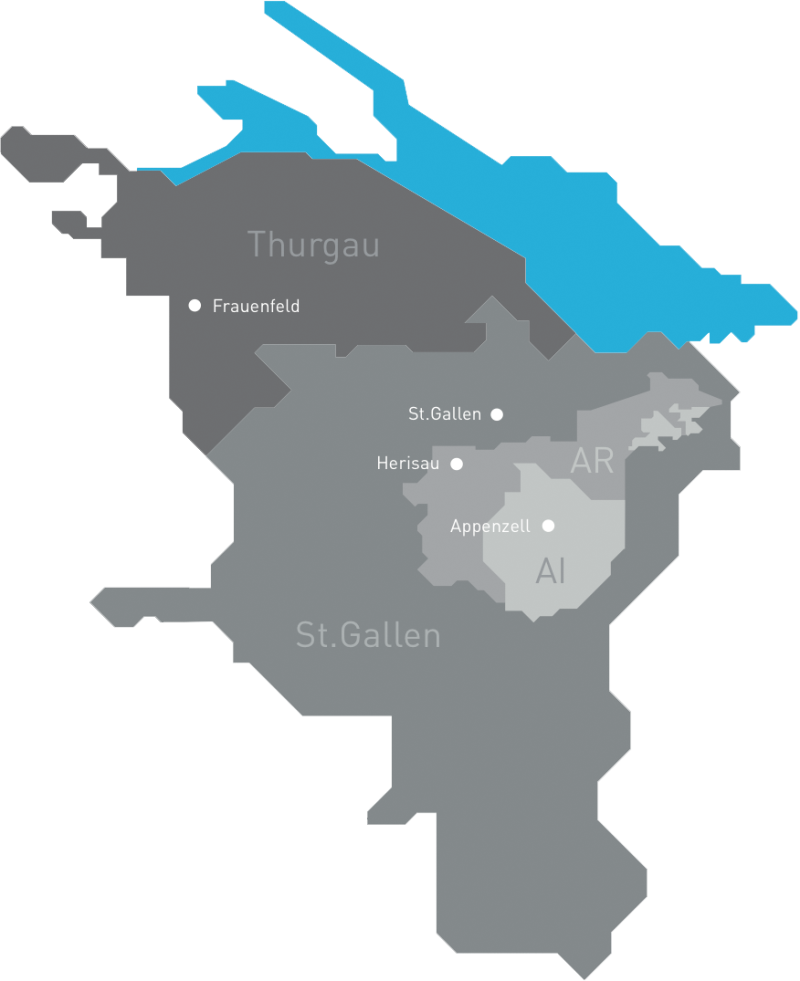 Thurgau
Frauenfeld
St.Gallen
Herisau
AR
Appenzell
AI
St.Gallen